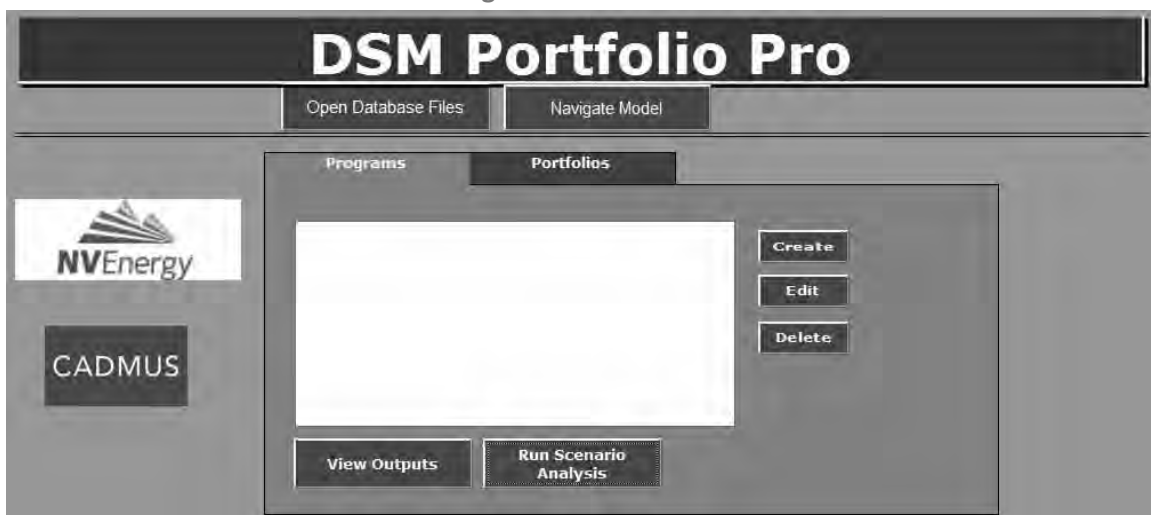 DSM Portfolio Pro
Open Database Files
Navigate Model
Programs
Portfolios
NVEnergy
CADMUS
Create
Edit
Delete
View Outputs
Run Scenario
Analysis